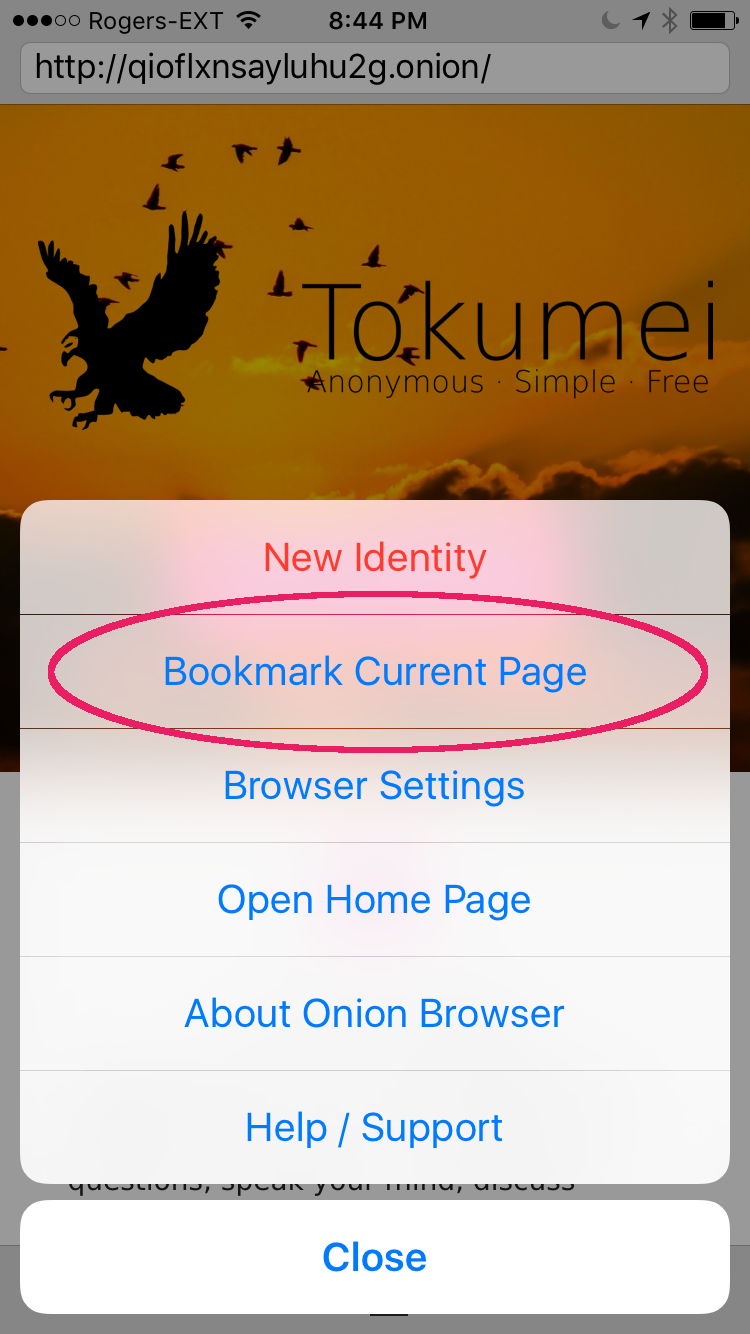 Rogers-EXT 8:44 PM
http://qioflxnsayluhu2g.onion/
Tokumei
Anonymous · Simple · Free
New Identity
Bookmark Current Page
Browser Settings
Open Home Page
About Onion Browser
Help / Support
questions, speak your mind, discuss
Close